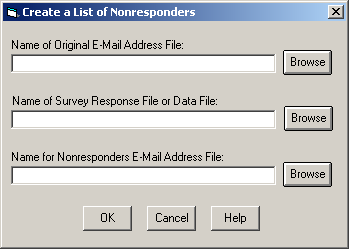 Create a List of Nonresponders
Name of Original E-Mail Address File:
Browse
Name of Survey Response File or Data File:
Browse
Name for Nonresponders E-Mail Address File:
Browse
OK Cancel Help